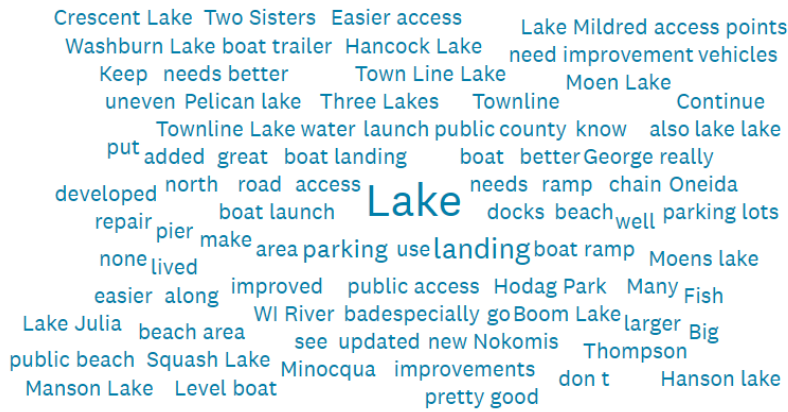 Crescent Lake Two Sisters Easier access
Lake Mildred access points
Washburn Lake boat trailer Hancock Lake
need improvement vehicles
Keep needs better Town Line Lake
Moen Lake
uneven Pelican lake Three Lakes Townline Continue
Townline Lake water launch public county know also lake lake
put added great boat landing boat better George really
developed north road access Lake needs ramp chain Oneida
repair boat launch docks beach well parking lots
pier make area parking use landing boat ramp
none lived Moens lake
easier along improved public access Hodag Park Many Fish
Lake Julia beach area WI River bad especially go Boom Lake larger Big
see updated new Nokomis
public beach Squash Lake Minocqua improvements Thompson
Manson Lake Level boat pretty good don t Hanson lake